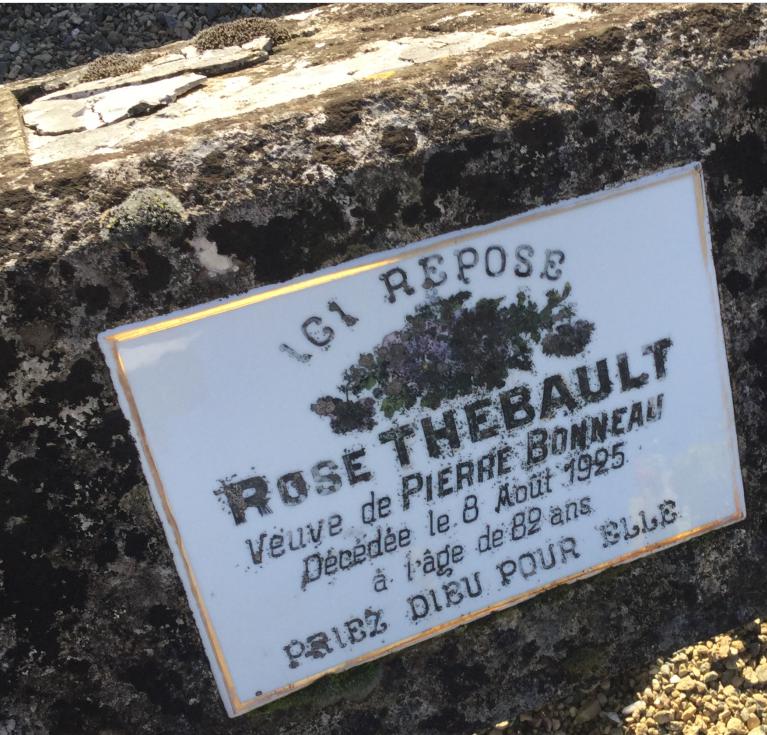 ICI REPOSE
ROSE THEBAULT
Veuve de PIERRE BONNEAU
Décédée le 8 Août 1925
à l'âge de 82 ans
PRIEZ DIEU POUR ELLE